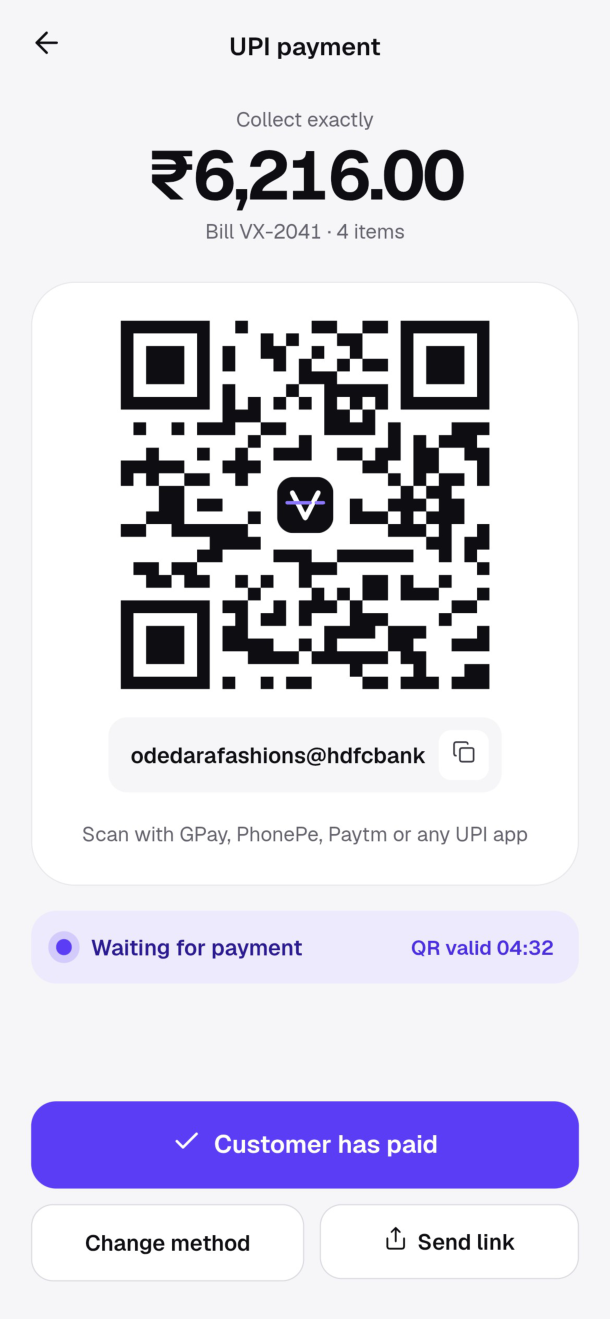 UPI payment
Collect exactly
₹6,216.00
Bill VX-2041 · 4 items
odedarafashions@hdfcbank
Scan with GPay, PhonePe, Paytm or any UPI app
Waiting for payment QR valid 04:32
Customer has paid
Change method Send link